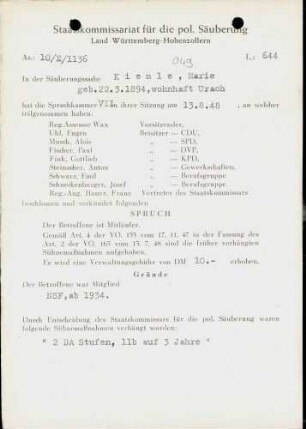 Staatskommissariat für die pol. Säuberung
Land Württemberg-Hohenzollern
Az: 10/Ü/1136
049
L: 644
In der Säuberungssache Kienle, Marie
geb.22.3.1894,wohnhaft Urach
hat die Spruchkammer VII in ihrer Sitzung am 13.8.48 , an welcher
teilgenommen haben:
Reg.Assessor Wax Vorsitzender,
Uhl, Eugen Beisitzer — CDU,
Munk, Alois „ — SPD,
Fischer, Paul „ — DVP,
Fink, Gottlieb „ — KPD,
Steinacker, Anton „ — Gewerkschaften,
Schwarz, Emil „ — Berufsgruppe
Schneckenburger, Josef „ — Berufsgruppe
Reg.-Ang. Bauer, Franz Vertreter des Staatskommissars
beschlossen und verkündet folgenden
SPRUCH
Der Betroffene ist Mitläufer.
Gemäß Art. 4 der VO. 133 vom 17. 11. 47 in der Fassung des
Art. 2 der VO. 165 vom 13. 7. 48 sind die früher verhängten
Sühnemaßnahmen aufgehoben.
Es wird eine Verwaltungsgebühr von DM 10.- erhoben.
Gründe
Der Betroffene war Mitglied
NSF,ab 1934.
Durch Entscheidung des Staatskommissars für die pol. Säuberung waren
folgende Sühnemaßnahmen verhängt worden:
" 2 DA Stufen, 11b auf 3 Jahre "